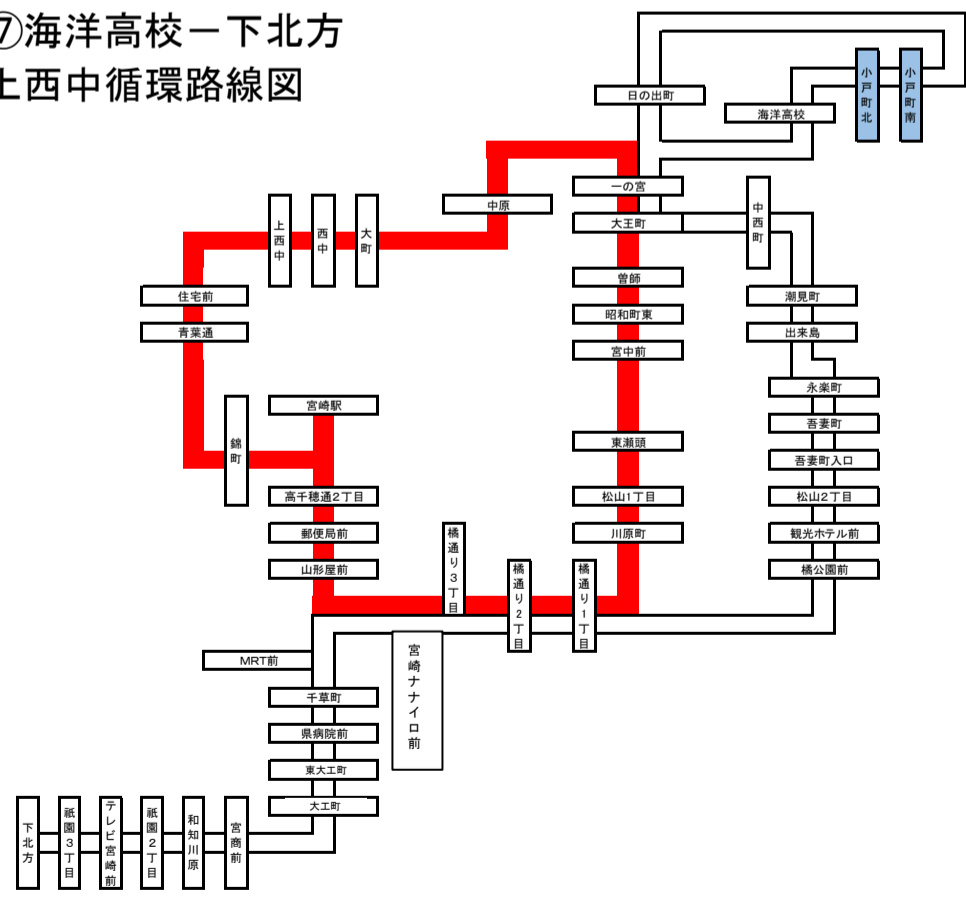 ⑦海洋高校－下北方
上西中循環路線図
小戸町北
小戸町南
日の出町
海洋高校
一の宮
中原
大王町
中西町
上西中
西中
大町
曽師
住宅前
潮見町
昭和町東
青葉通
出来島
宮中前
永楽町
宮崎駅
錦町
吾妻町
東瀬頭
吾妻町入口
高千穂通2丁目
松山1丁目
松山2丁目
郵便局前
橘通り3丁目
川原町
観光ホテル前
山形屋前
橘通り2丁目
橘通り1丁目
橘公園前
MRT前
宮崎ナナイロ前
千草町
県病院前
東大工町
大工町
下北方
祇園3丁目
テレビ宮崎前
祇園2丁目
和知川原
宮商前